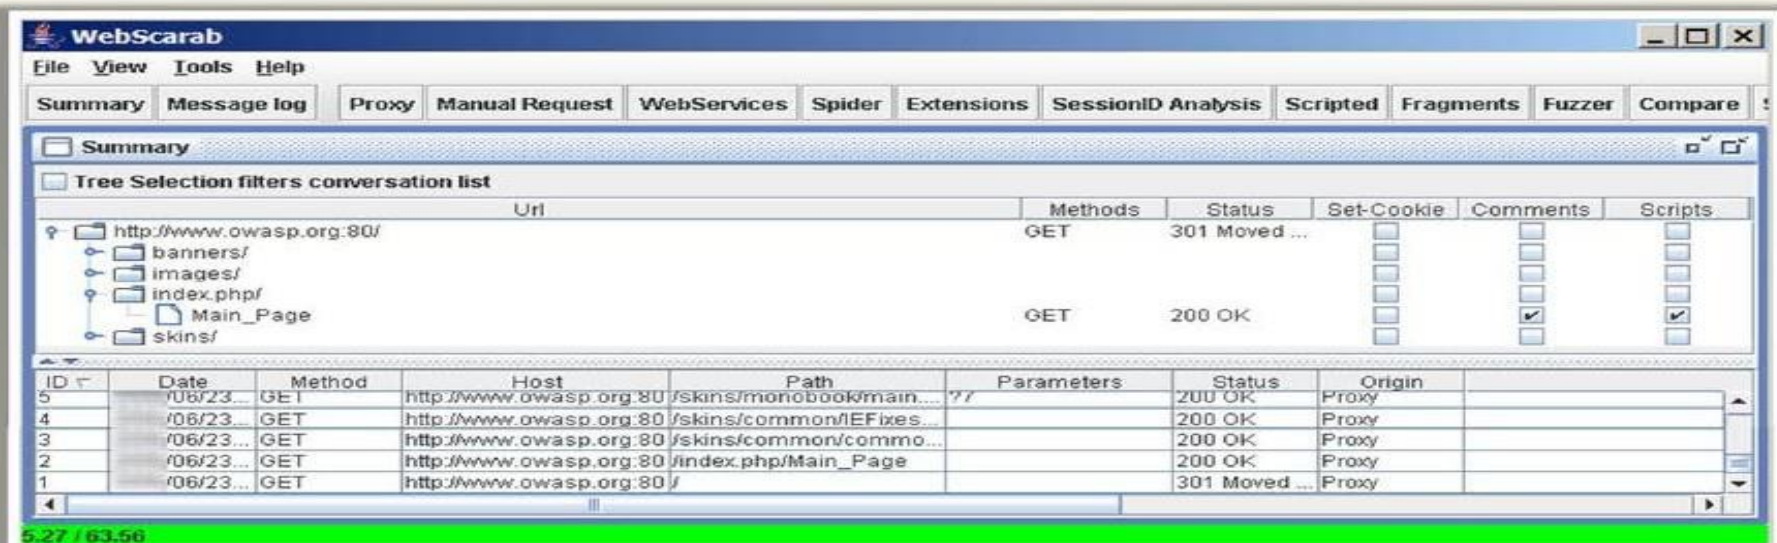 WebScarab
File View Tools Help
Summary Message log Proxy Manual Request WebServices Spider Extensions SessionID Analysis Scripted Fragments Fuzzer Compare
Summary
Tree Selection filters conversation list
Url Methods Status Set-Cookie Comments Scripts
http://www.owasp.org:80/ GET 301 Moved ...
banners/
images/
index.php/
Main_Page GET 200 OK
skins/
ID Date Method Host Path Parameters Status Origin
5 /06/23... GET http://www.owasp.org:80 /skins/monobook/main... ?7 200 OK Proxy
4 /06/23... GET http://www.owasp.org:80 /skins/common/IEFixes... 200 OK Proxy
3 /06/23... GET http://www.owasp.org:80 /skins/common/commo... 200 OK Proxy
2 /06/23... GET http://www.owasp.org:80 /index.php/Main_Page 200 OK Proxy
1 /06/23... GET http://www.owasp.org:80 / 301 Moved ... Proxy
5.27 / 63.56